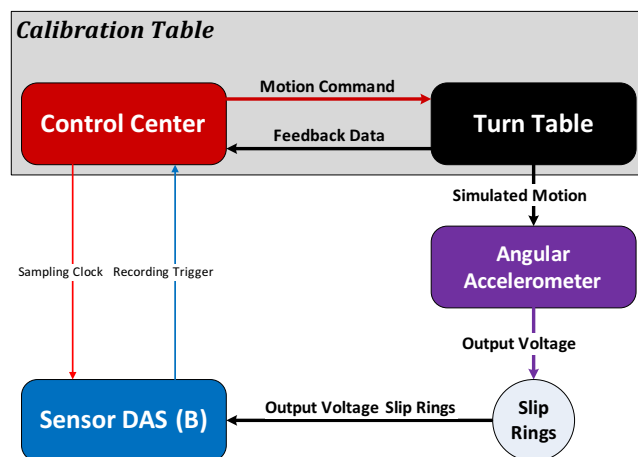 Calibration Table
Motion Command
Control Center
Turn Table
Feedback Data
Simulated Motion
Angular
Accelerometer
Sampling Clock
Recording Trigger
Output Voltage
Sensor DAS (B)
Output Voltage Slip Rings
Slip
Rings